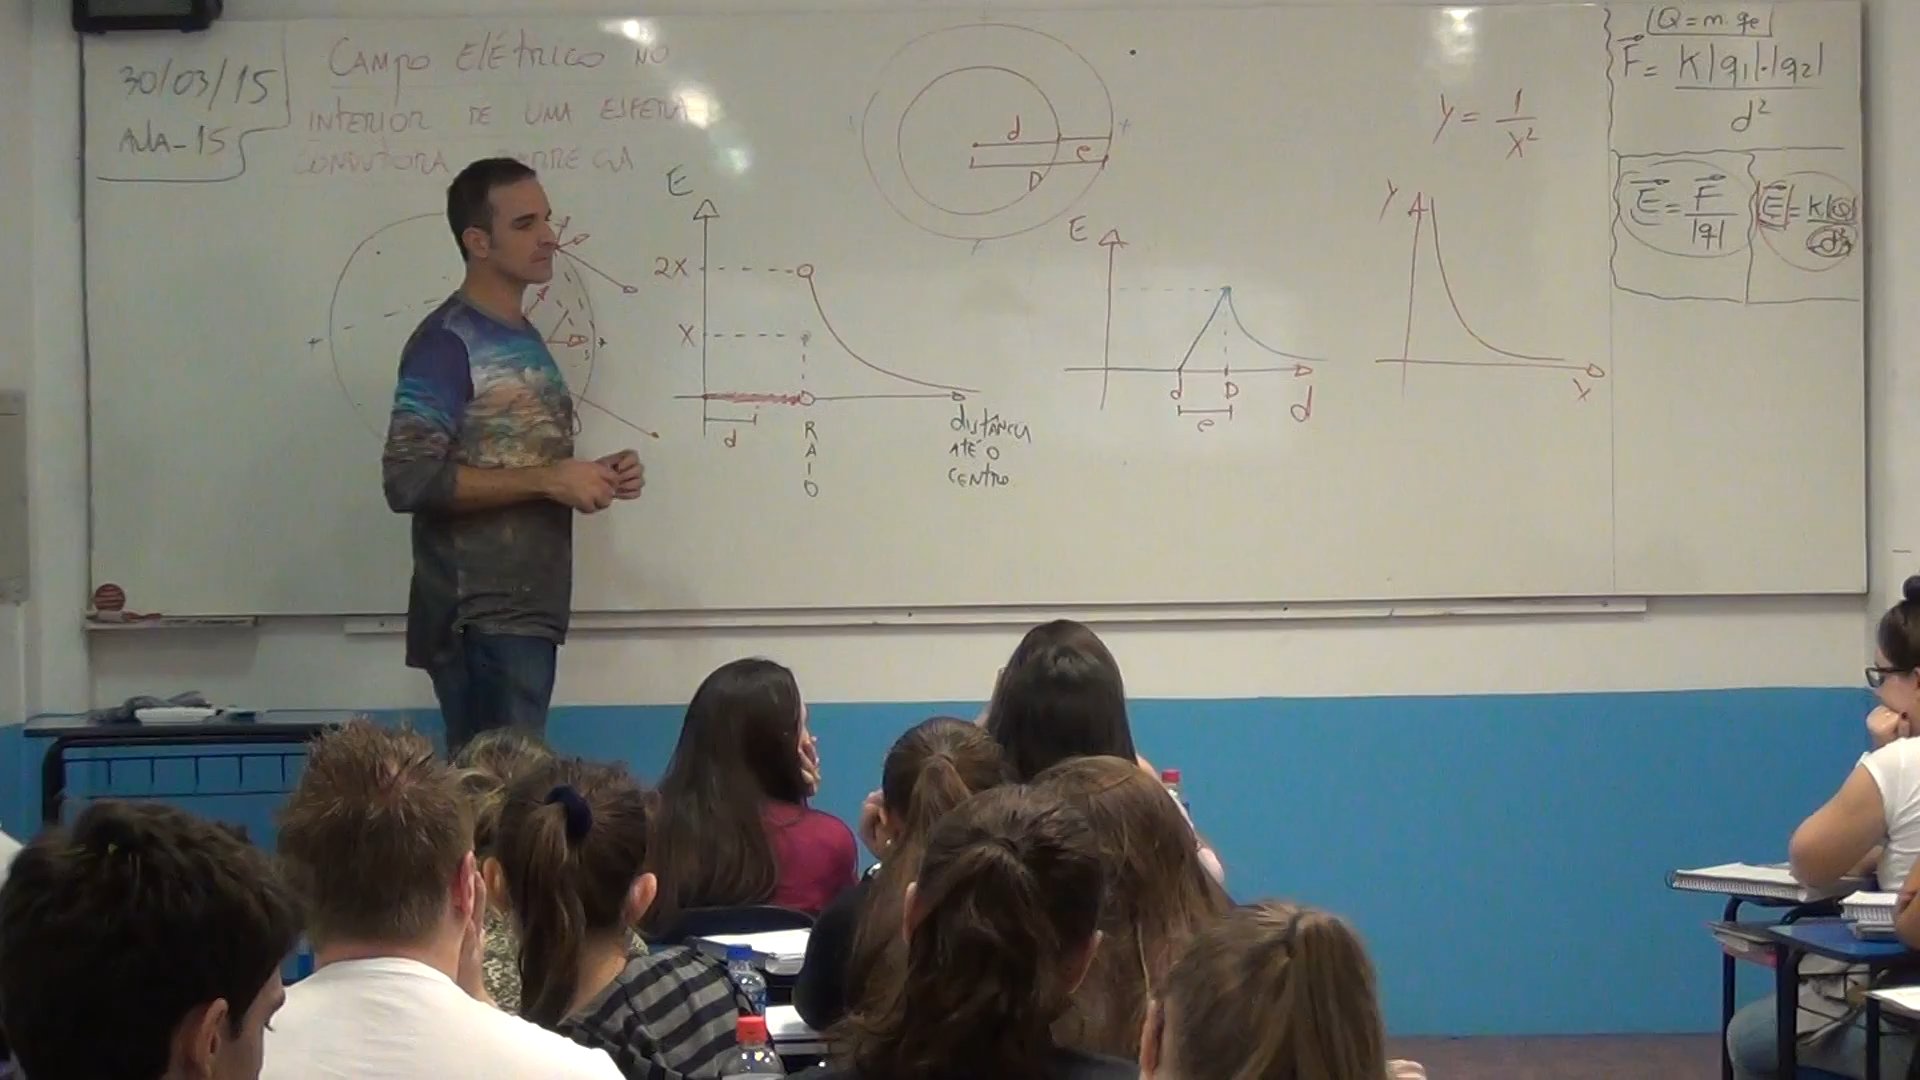 30/03/15
AULA-15
CAMPO ELÉTRICO NO
INTERIOR DE UMA ESFERA
CONDUTORA
d
e
D
E
2X
X
d
RAIO
distância
ATÉ O
CENTRO
E
d
D
e
d
Y = 1/X²
Y
X
Q = m·qe
F = K|q1|·|q2|
d²
E = F
|q|
|E| = K|Q|
d²